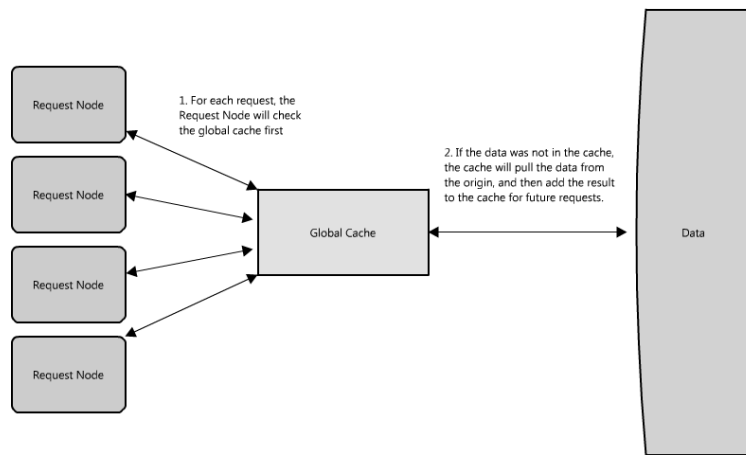 Request Node
Request Node
Request Node
Request Node
1. For each request, the
Request Node will check
the global cache first
Global Cache
2. If the data was not in the cache,
the cache will pull the data from
the origin, and then add the result
to the cache for future requests.
Data